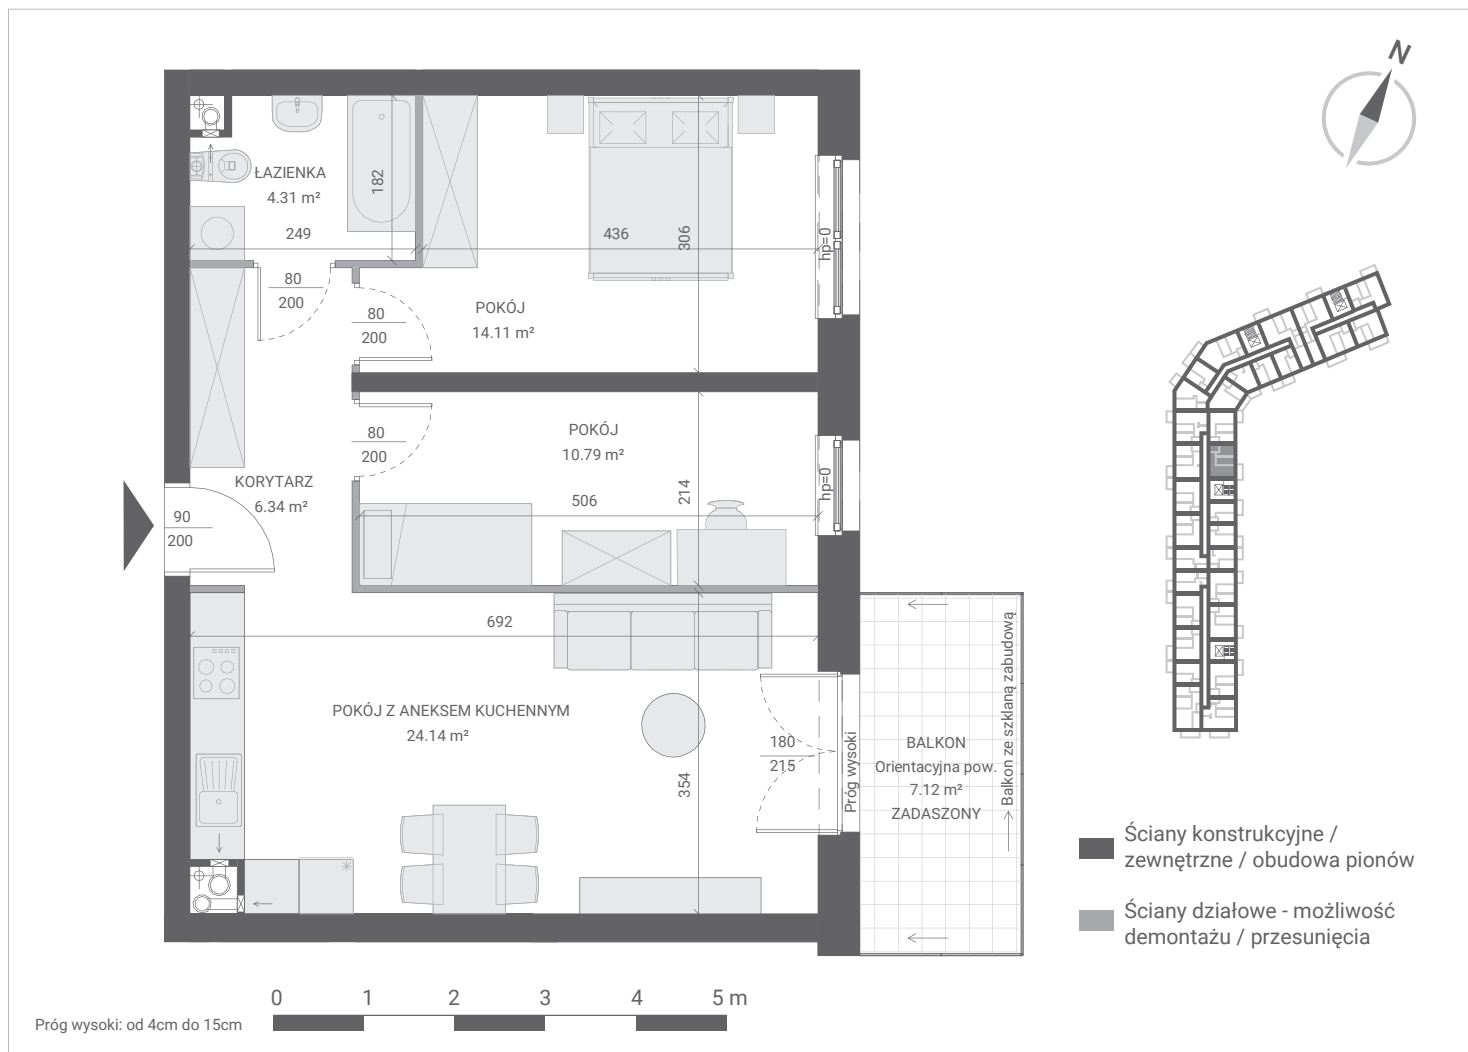 N
ŁAZIENKA
4.31 m²
182
249
436
306
hp=0
80
200
80
200
POKÓJ
14.11 m²
80
200
POKÓJ
10.79 m²
506
214
hp=0
KORYTARZ
6.34 m²
90
200
692
POKÓJ Z ANEKSEM KUCHENNYM
24.14 m²
354
180
215
Próg wysoki
BALKON
Orientacyjna pow.
7.12 m²
ZADASZONY
Balkon ze szklaną zabudową
Ściany konstrukcyjne /
zewnętrzne / obudowa pionów
Ściany działowe - możliwość
demontażu / przesunięcia
0 1 2 3 4 5 m
Próg wysoki: od 4cm do 15cm